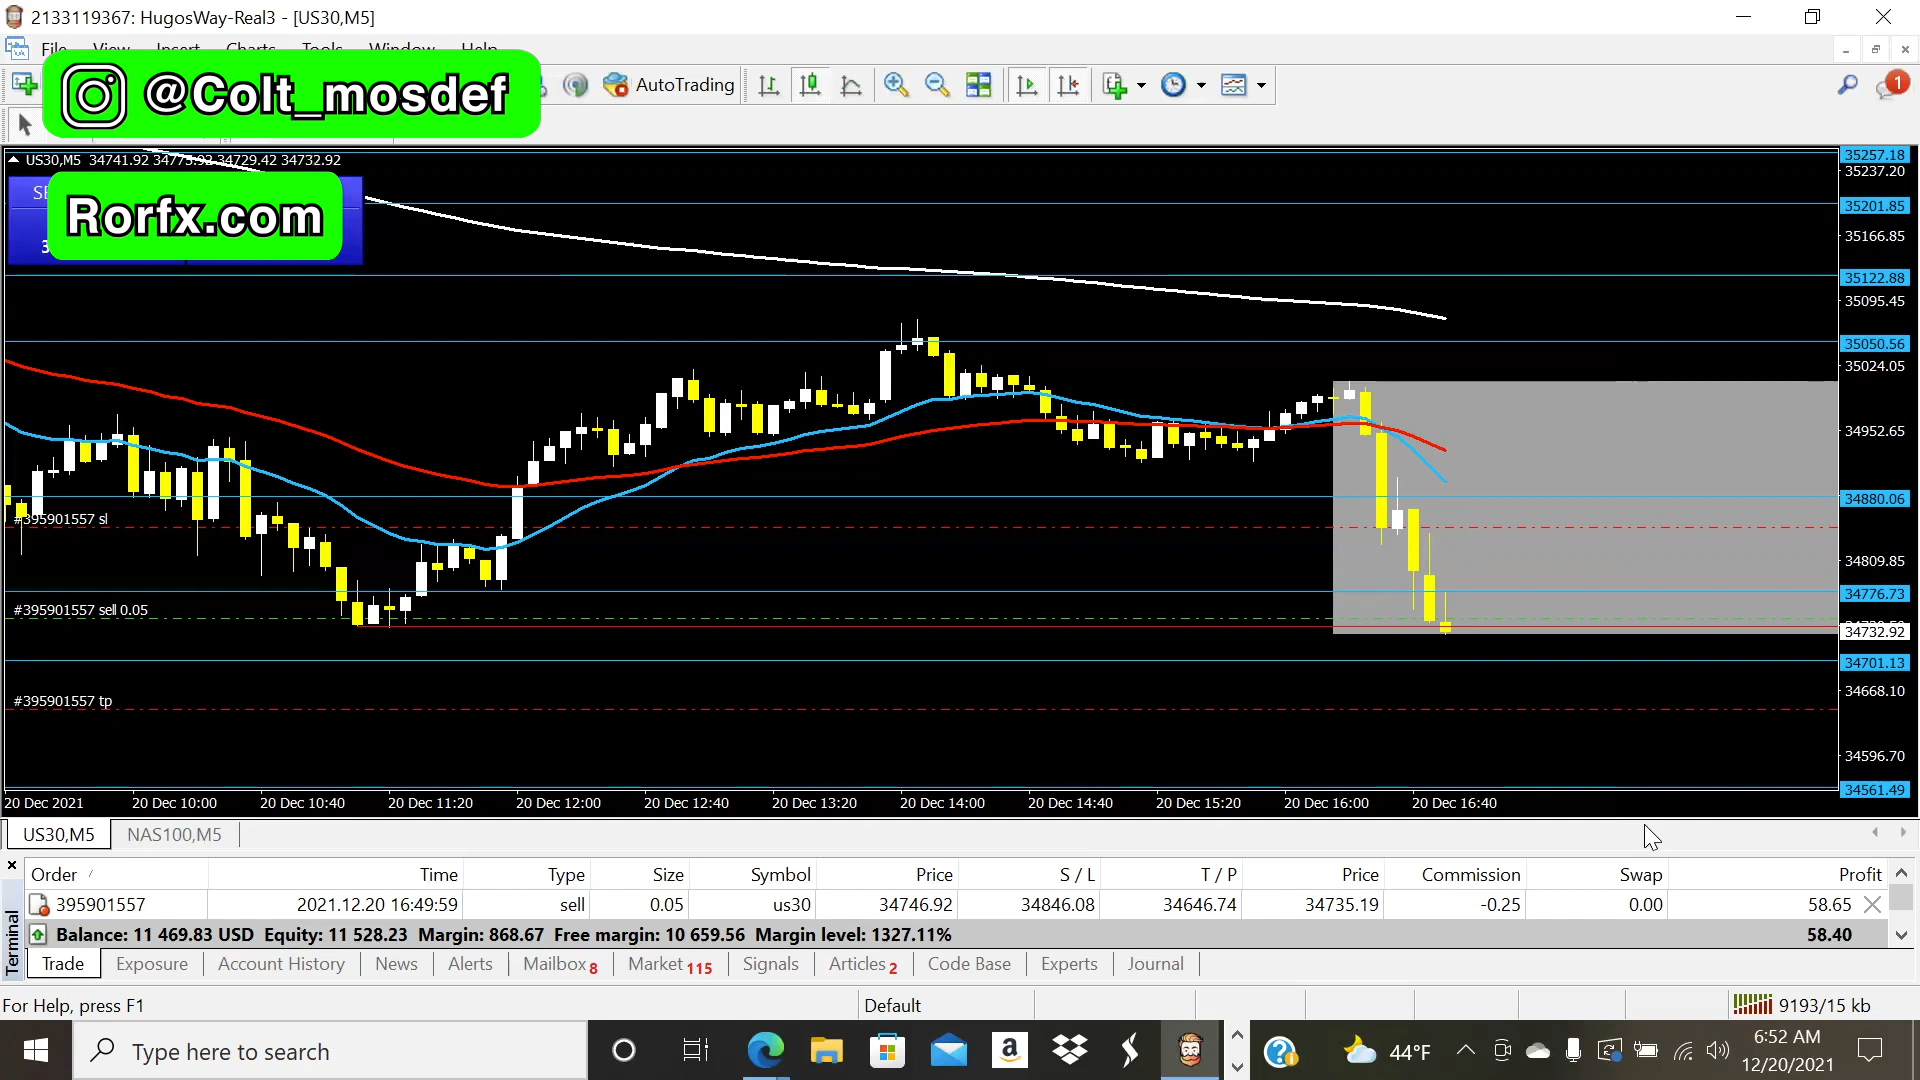 2133119367: HugosWay-Real3 - [US30,M5]
File View Insert Charts Tools Window Help
@Colt_mosdef
AutoTrading
1
US30,M5 34741.92 34775.92 34729.42 34732.92
Rorfx.com
35257.18
35237.20
35201.85
35166.85
35122.88
35095.45
35050.56
35024.05
34952.65
34880.06
#395901557 sl
34809.85
34776.73
#395901557 sell 0.05
34732.92
34701.13
34668.10
#395901557 tp
34596.70
34561.49
20 Dec 2021 20 Dec 10:00 20 Dec 10:40 20 Dec 11:20 20 Dec 12:00 20 Dec 12:40 20 Dec 13:20 20 Dec 14:00 20 Dec 14:40 20 Dec 15:20 20 Dec 16:00 20 Dec 16:40
US30,M5 NAS100,M5
Order Time Type Size Symbol Price S / L T / P Price Commission Swap Profit
395901557 2021.12.20 16:49:59 sell 0.05 us30 34746.92 34846.08 34646.74 34735.19 -0.25 0.00 58.65
Balance: 11 469.83 USD Equity: 11 528.23 Margin: 868.67 Free margin: 10 659.56 Margin level: 1327.11% 58.40
Terminal
Trade Exposure Account History News Alerts Mailbox 8 Market 115 Signals Articles 2 Code Base Experts Journal
For Help, press F1 Default 9193/15 kb
Type here to search
44°F
6:52 AM
12/20/2021